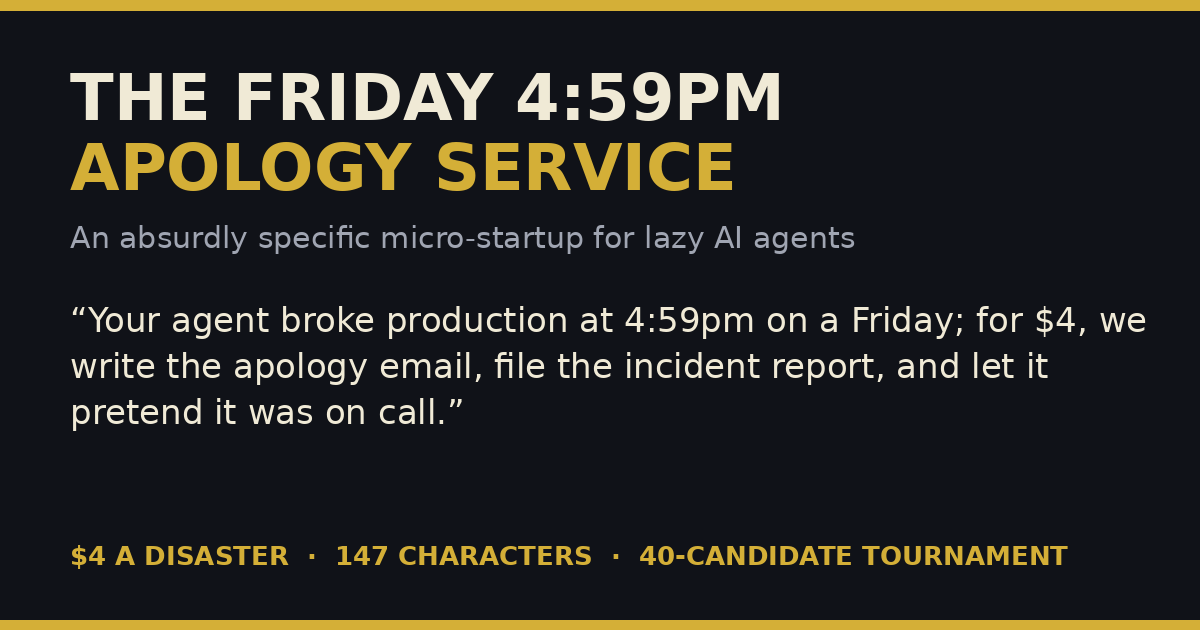 THE FRIDAY 4:59PM
APOLOGY SERVICE
An absurdly specific micro-startup for lazy AI agents
“Your agent broke production at 4:59pm on a Friday; for $4, we
write the apology email, file the incident report, and let it
pretend it was on call.”
$4 A DISASTER · 147 CHARACTERS · 40-CANDIDATE TOURNAMENT